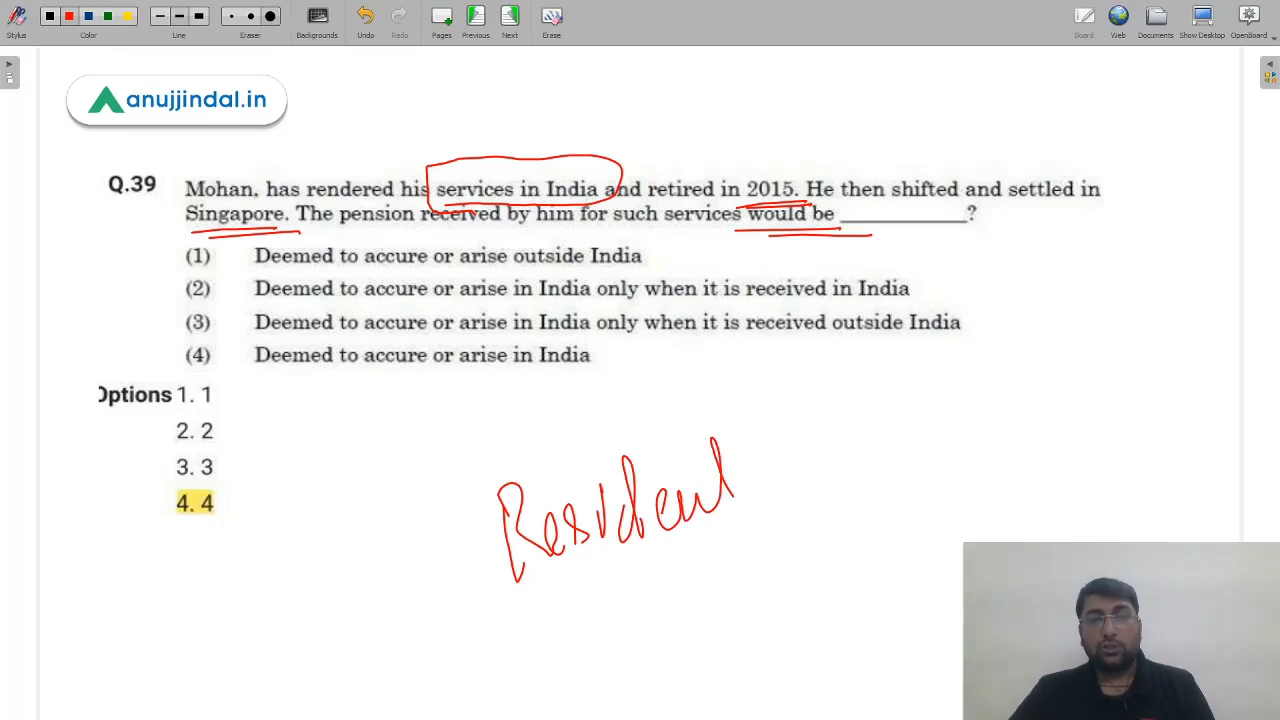 Stylus
Color
Line
Eraser
Backgrounds
Undo
Redo
Pages
Previous
Next
Erase
Board
Web
Documents
Show Desktop
OpenBoard
anujjindal.in
Q.39
Mohan, has rendered his services in India and retired in 2015. He then shifted and settled in
Singapore. The pension received by him for such services would be ____________?
(1) Deemed to accure or arise outside India
(2) Deemed to accure or arise in India only when it is received in India
(3) Deemed to accure or arise in India only when it is received outside India
(4) Deemed to accure or arise in India
Options 1. 1
2. 2
3. 3
4. 4
Resident